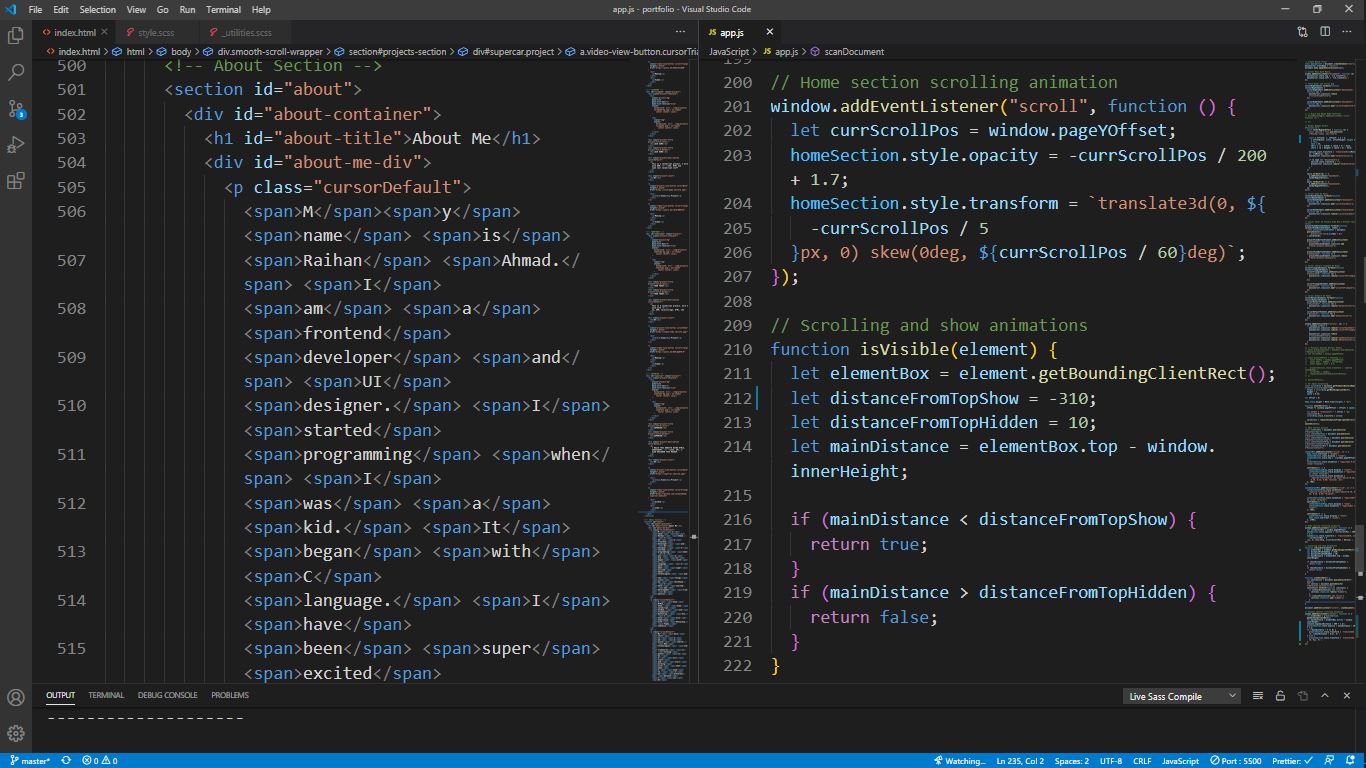 File Edit Selection View Go Run Terminal Help
app.js - portfolio - Visual Studio Code
index.html
style.scss
_utilities.scss
index.html > html > body > div.smooth-scroll-wrapper > section#projects-section > div#supercar.project > a.video-view-button.cursorTria
500 <!-- About Section -->
501 <section id="about">
502 <div id="about-container">
503 <h1 id="about-title">About Me</h1>
504 <div id="about-me-div">
505 <p class="cursorDefault">
506 <span>M</span><span>y</span>
<span>name</span> <span>is</span>
507 <span>Raihan</span> <span>Ahmad.</
span> <span>I</span>
508 <span>am</span> <span>a</span>
<span>frontend</span>
509 <span>developer</span> <span>and</
span> <span>UI</span>
510 <span>designer.</span> <span>I</span>
<span>started</span>
511 <span>programming</span> <span>when</
span> <span>I</span>
512 <span>was</span> <span>a</span>
<span>kid.</span> <span>It</span>
513 <span>began</span> <span>with</span>
<span>C</span>
514 <span>language.</span> <span>I</span>
<span>have</span>
515 <span>been</span> <span>super</span>
<span>excited</span>
JS app.js
JavaScript > JS app.js > scanDocument
199
200 // Home section scrolling animation
201 window.addEventListener("scroll", function () {
202 let currScrollPos = window.pageYOffset;
203 homeSection.style.opacity = -currScrollPos / 200
+ 1.7;
204 homeSection.style.transform = `translate3d(0, ${
205 -currScrollPos / 5
206 }px, 0) skew(0deg, ${currScrollPos / 60}deg)`;
207 });
208
209 // Scrolling and show animations
210 function isVisible(element) {
211 let elementBox = element.getBoundingClientRect();
212 let distanceFromTopShow = -310;
213 let distanceFromTopHidden = 10;
214 let mainDistance = elementBox.top - window.
innerHeight;
215
216 if (mainDistance < distanceFromTopShow) {
217 return true;
218 }
219 if (mainDistance > distanceFromTopHidden) {
220 return false;
221 }
222 }
3
OUTPUT TERMINAL DEBUG CONSOLE PROBLEMS
Live Sass Compile
--------------------
master* 0 0
Watching... Ln 235, Col 2 Spaces: 2 UTF-8 CRLF JavaScript Port : 5500 Prettier: ✓